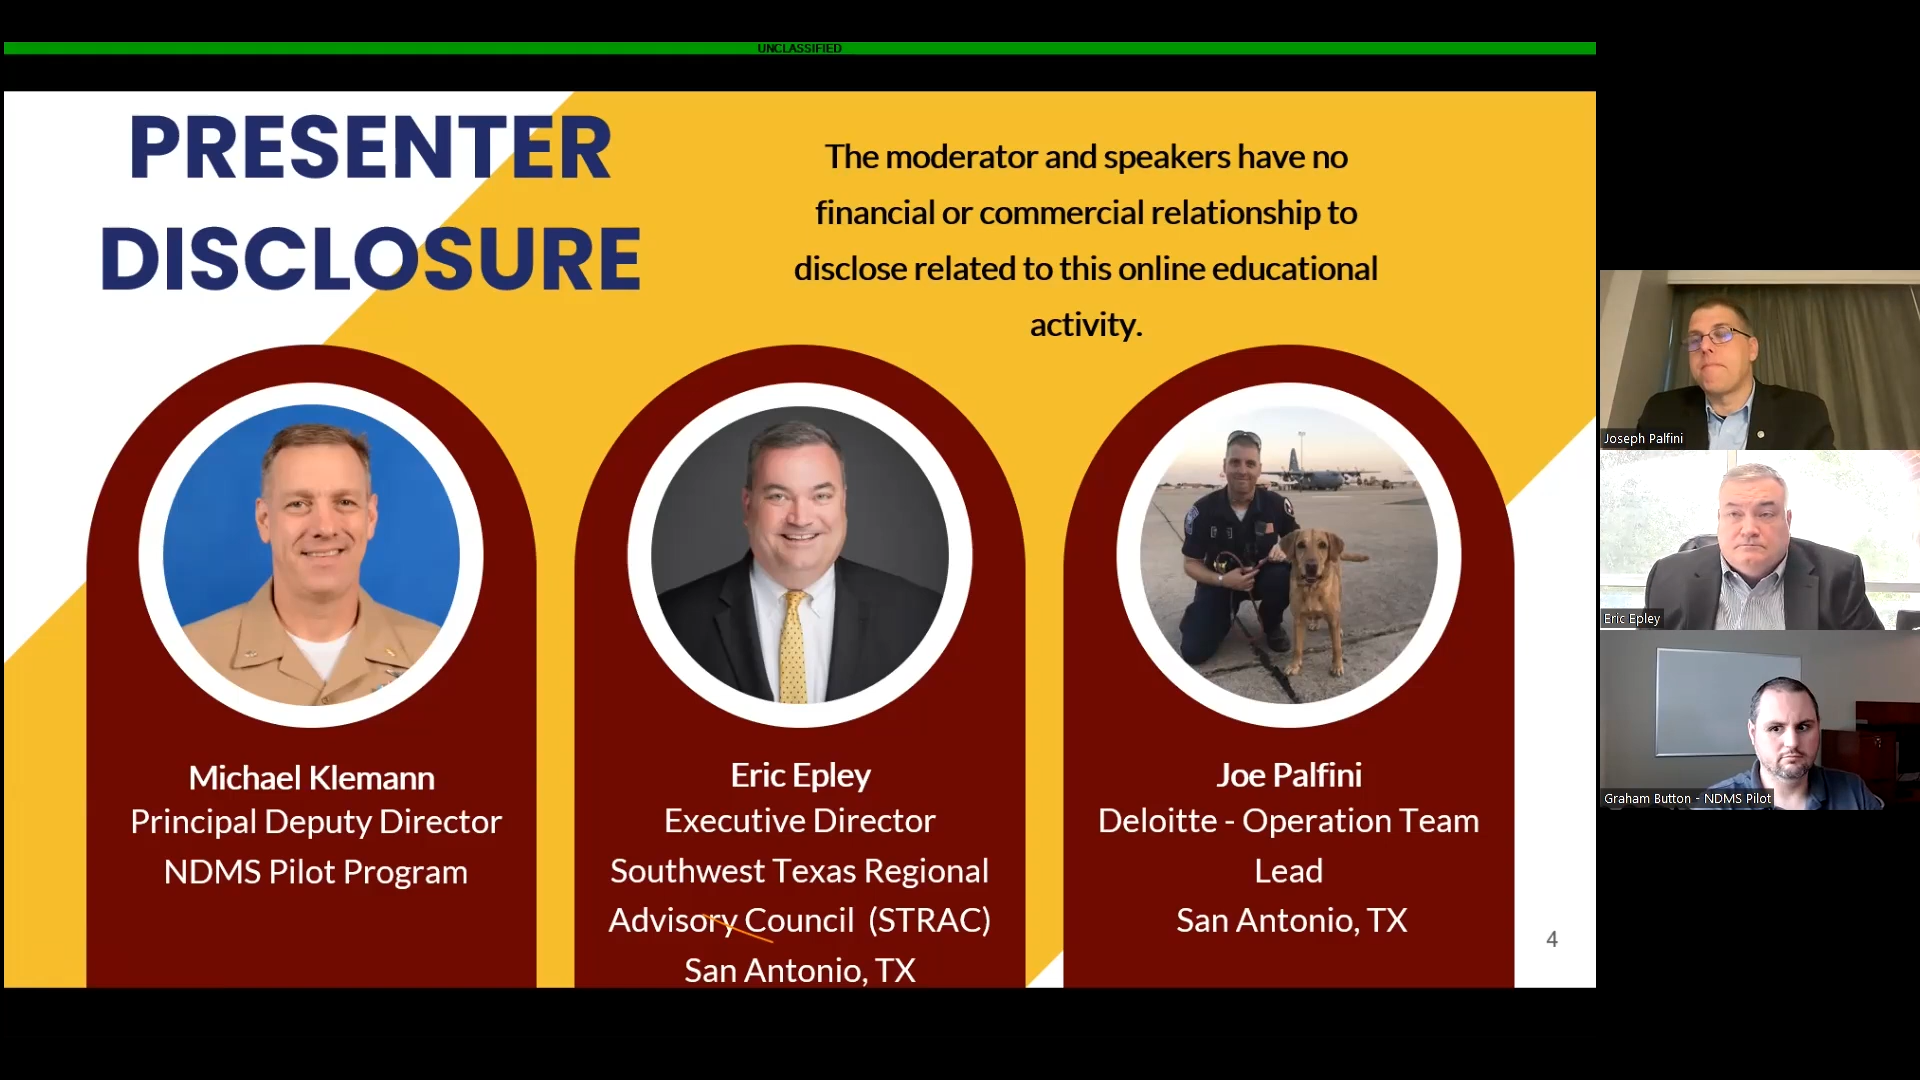 UNCLASSIFIED
PRESENTER
DISCLOSURE
The moderator and speakers have no
financial or commercial relationship to
disclose related to this online educational
activity.
Michael Klemann
Principal Deputy Director
NDMS Pilot Program
Eric Epley
Executive Director
Southwest Texas Regional
Advisory Council (STRAC)
San Antonio, TX
Joe Palfini
Deloitte - Operation Team
Lead
San Antonio, TX
4
Joseph Palfini
Eric Epley
Graham Button - NDMS Pilot